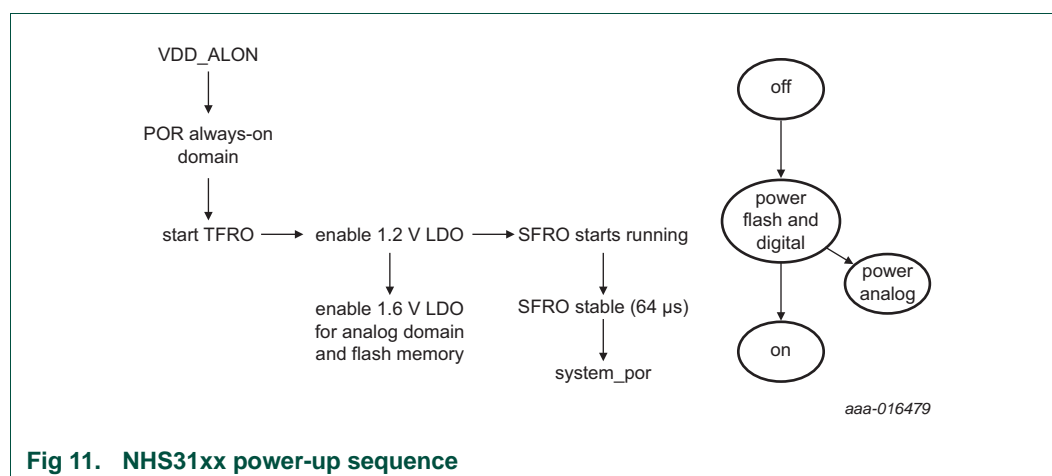 VDD_ALON
POR always-on
domain
start TFRO
enable 1.2 V LDO
SFRO starts running
enable 1.6 V LDO
for analog domain
and flash memory
SFRO stable (64 μs)
system_por
off
power
flash and
digital
power
analog
on
aaa-016479
Fig 11. NHS31xx power-up sequence